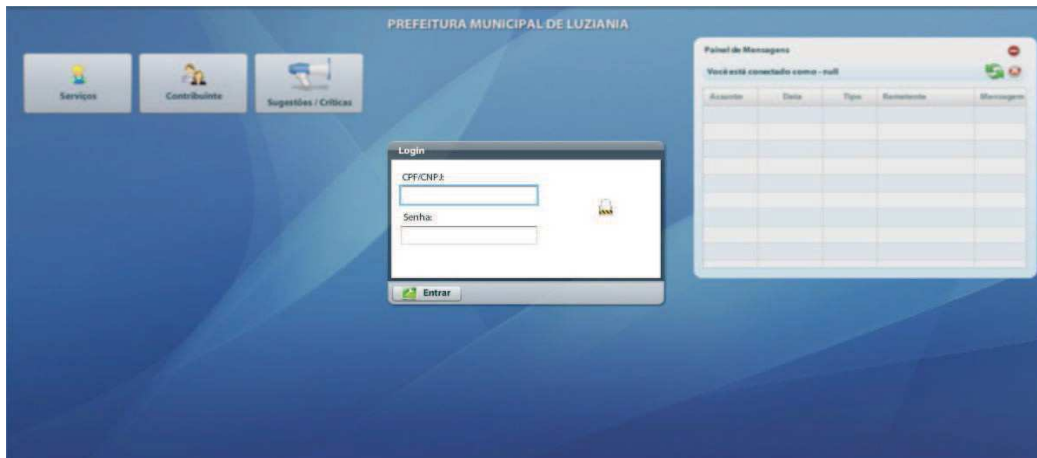 PREFEITURA MUNICIPAL DE LUZIANIA
Serviços
Contribuinte
Sugestões / Críticas
Painel de Mensagens
Você está conectado como - null
Assunto Data Tipo Remetente Mensagem
Login
CPF/CNPJ:
Senha:
Entrar